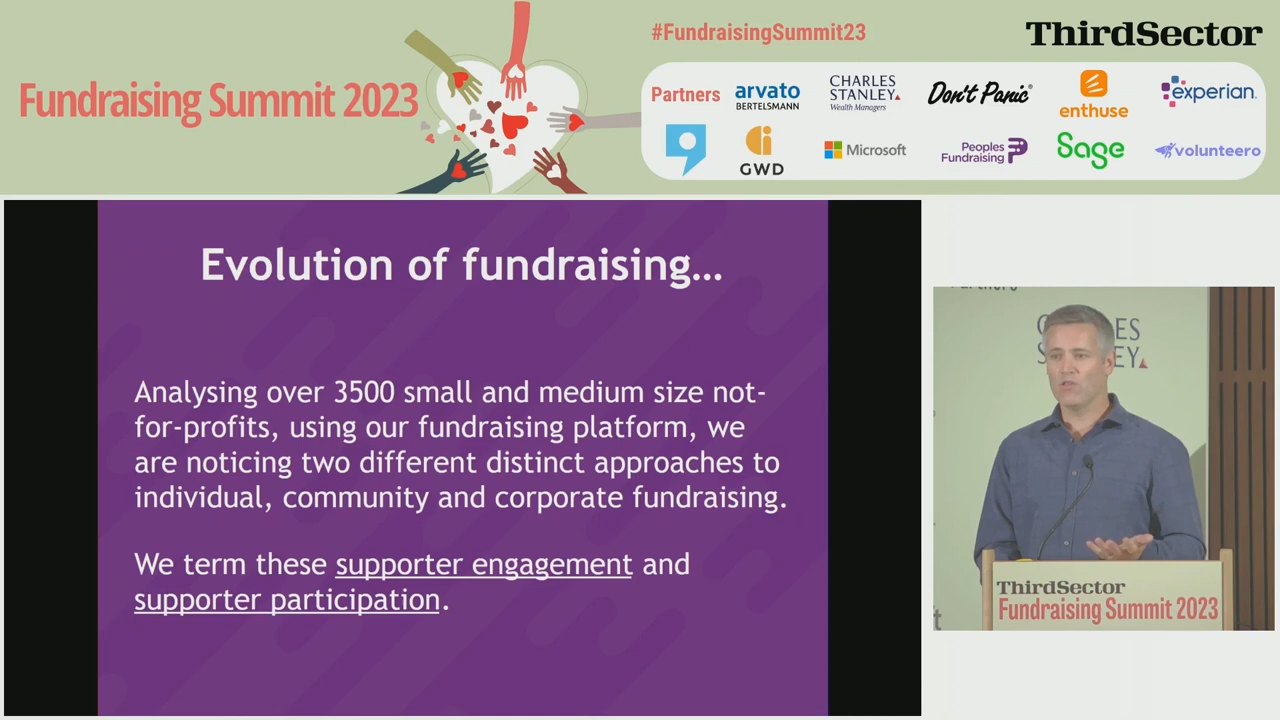 Fundraising Summit 2023
#FundraisingSummit23
ThirdSector
Partners
arvato
BERTELSMANN
CHARLES
STANLEY
Wealth Managers
Don't Panic
enthuse
experian.
GWD
Microsoft
Peoples
Fundraising
Sage
volunteero
Evolution of fundraising...
Analysing over 3500 small and medium size not-
for-profits, using our fundraising platform, we
are noticing two different distinct approaches to
individual, community and corporate fundraising.
We term these supporter engagement and
supporter participation.
ThirdSector
Fundraising Summit 2023